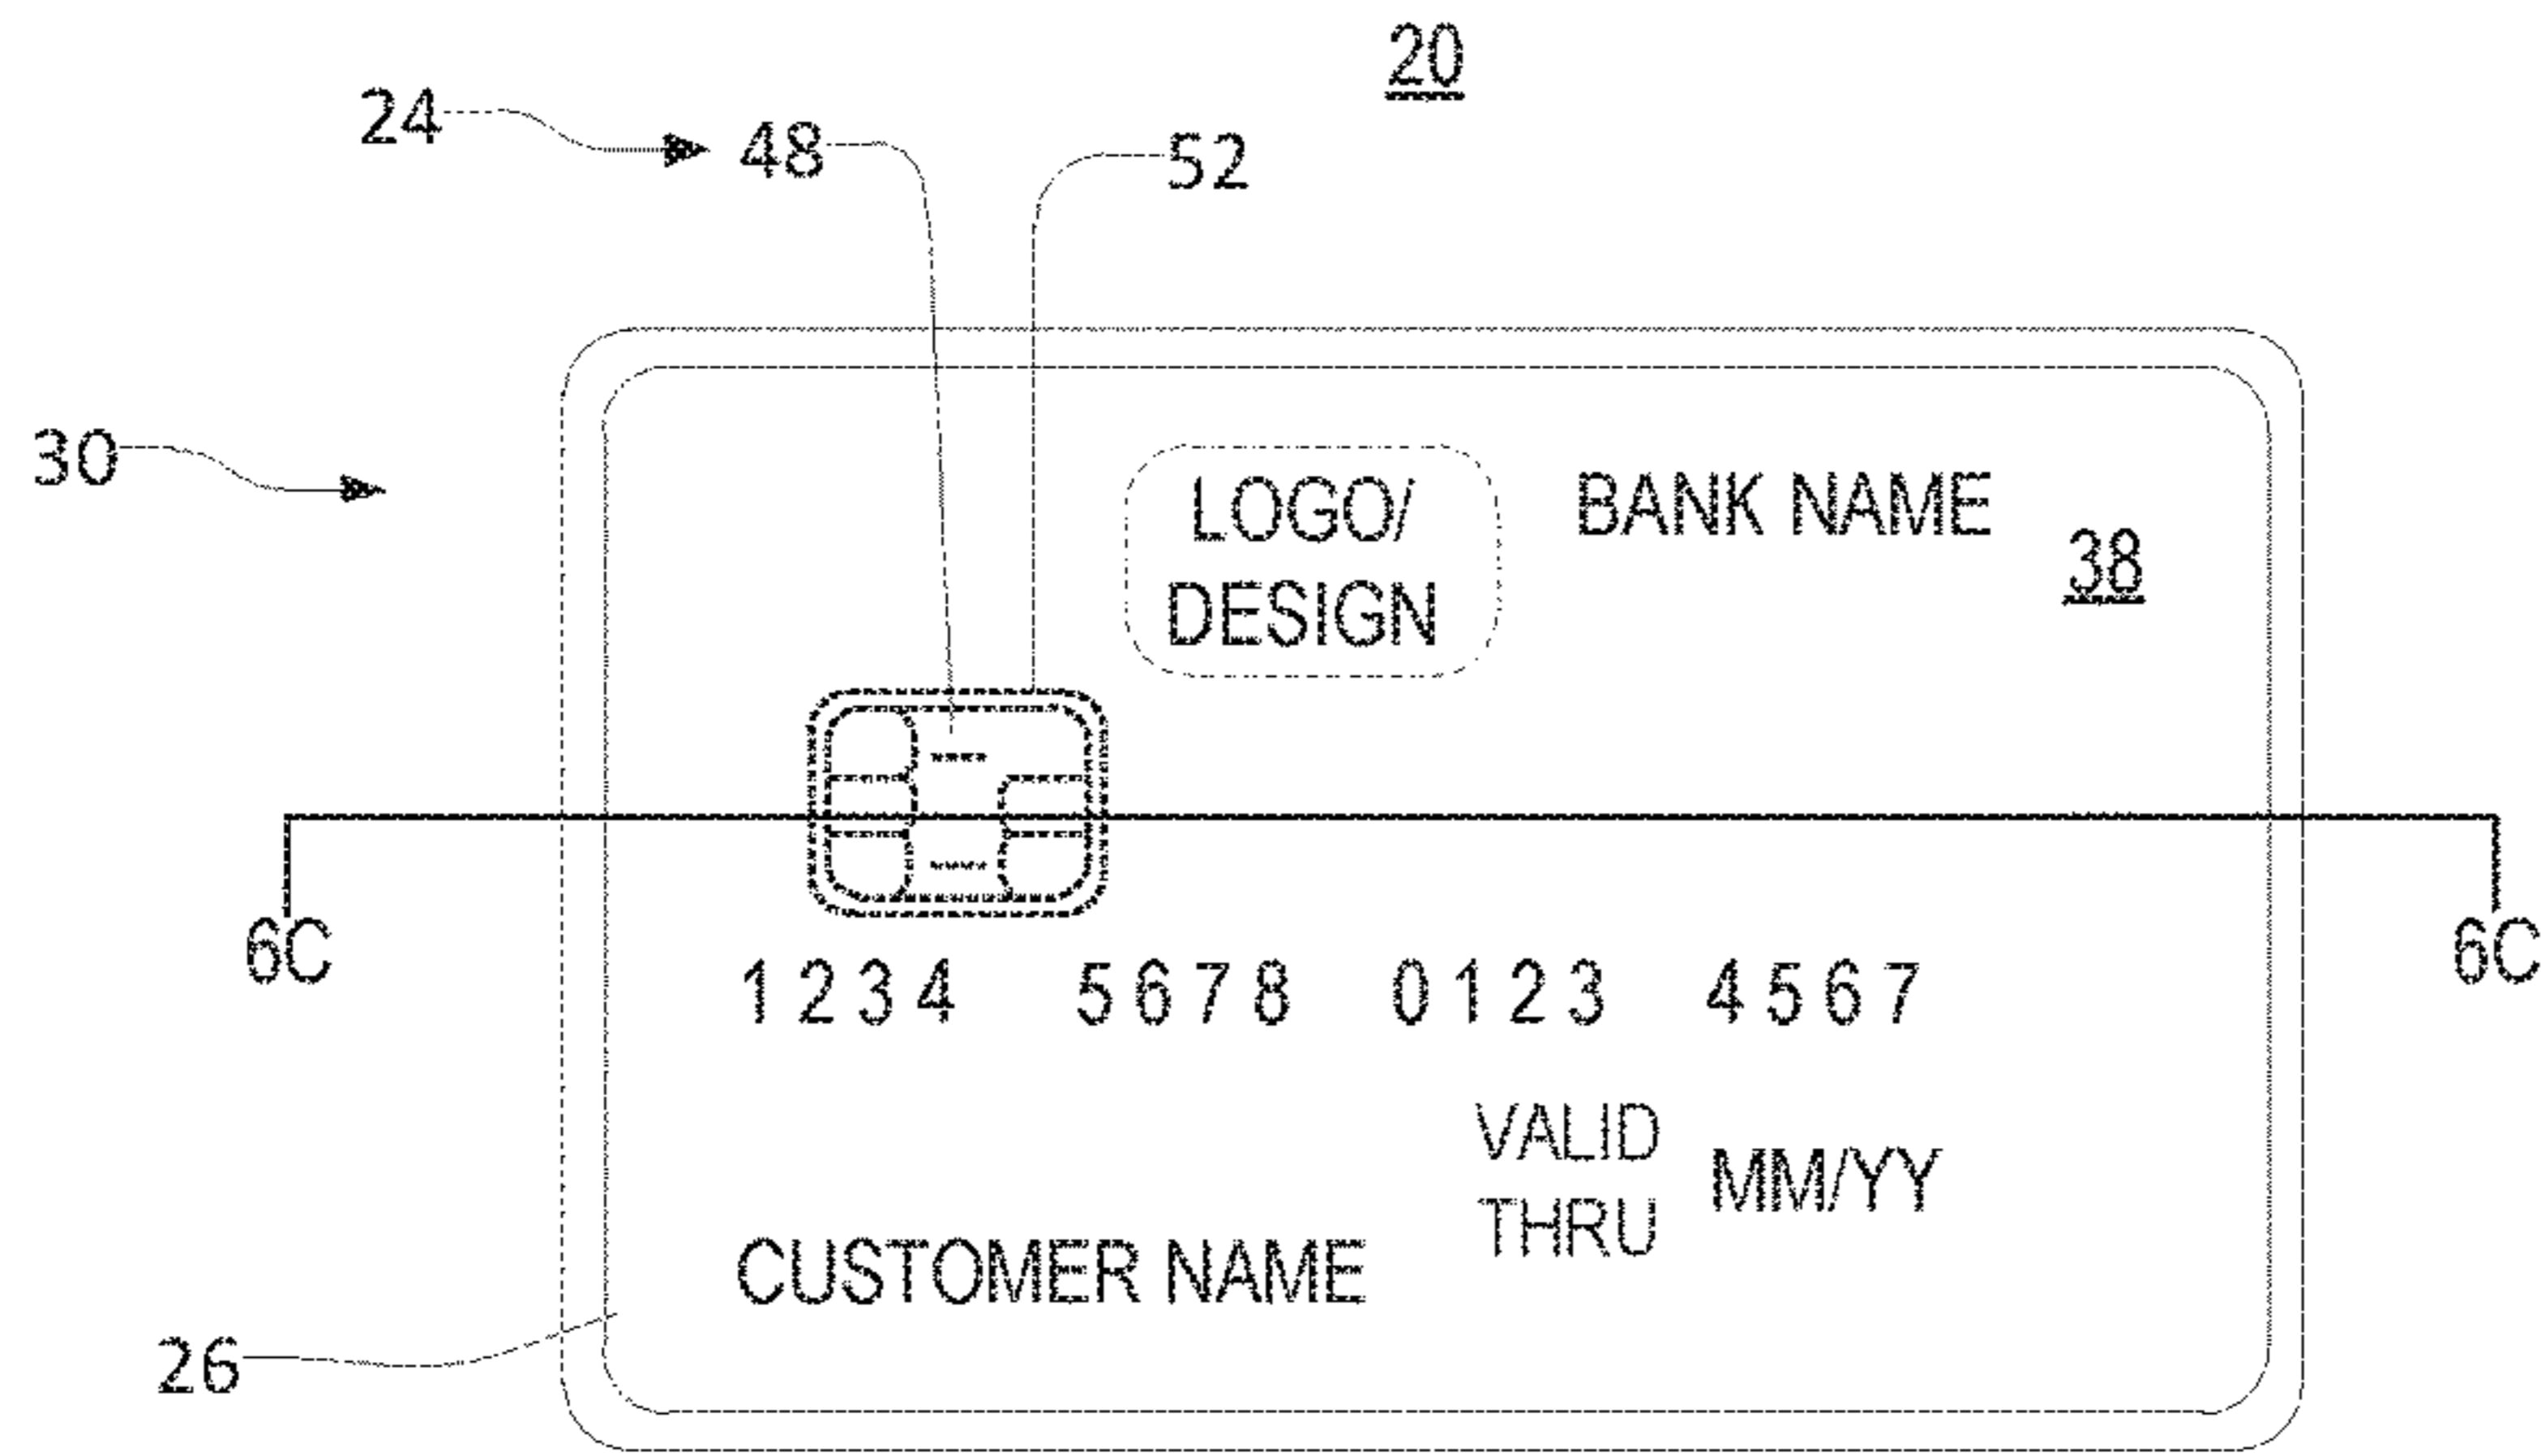 20
24
48
52
30
LOGO/
DESIGN
BANK NAME
38
6C
6C
1234 5678 0123 4567
VALID
THRU
MM/YY
CUSTOMER NAME
26